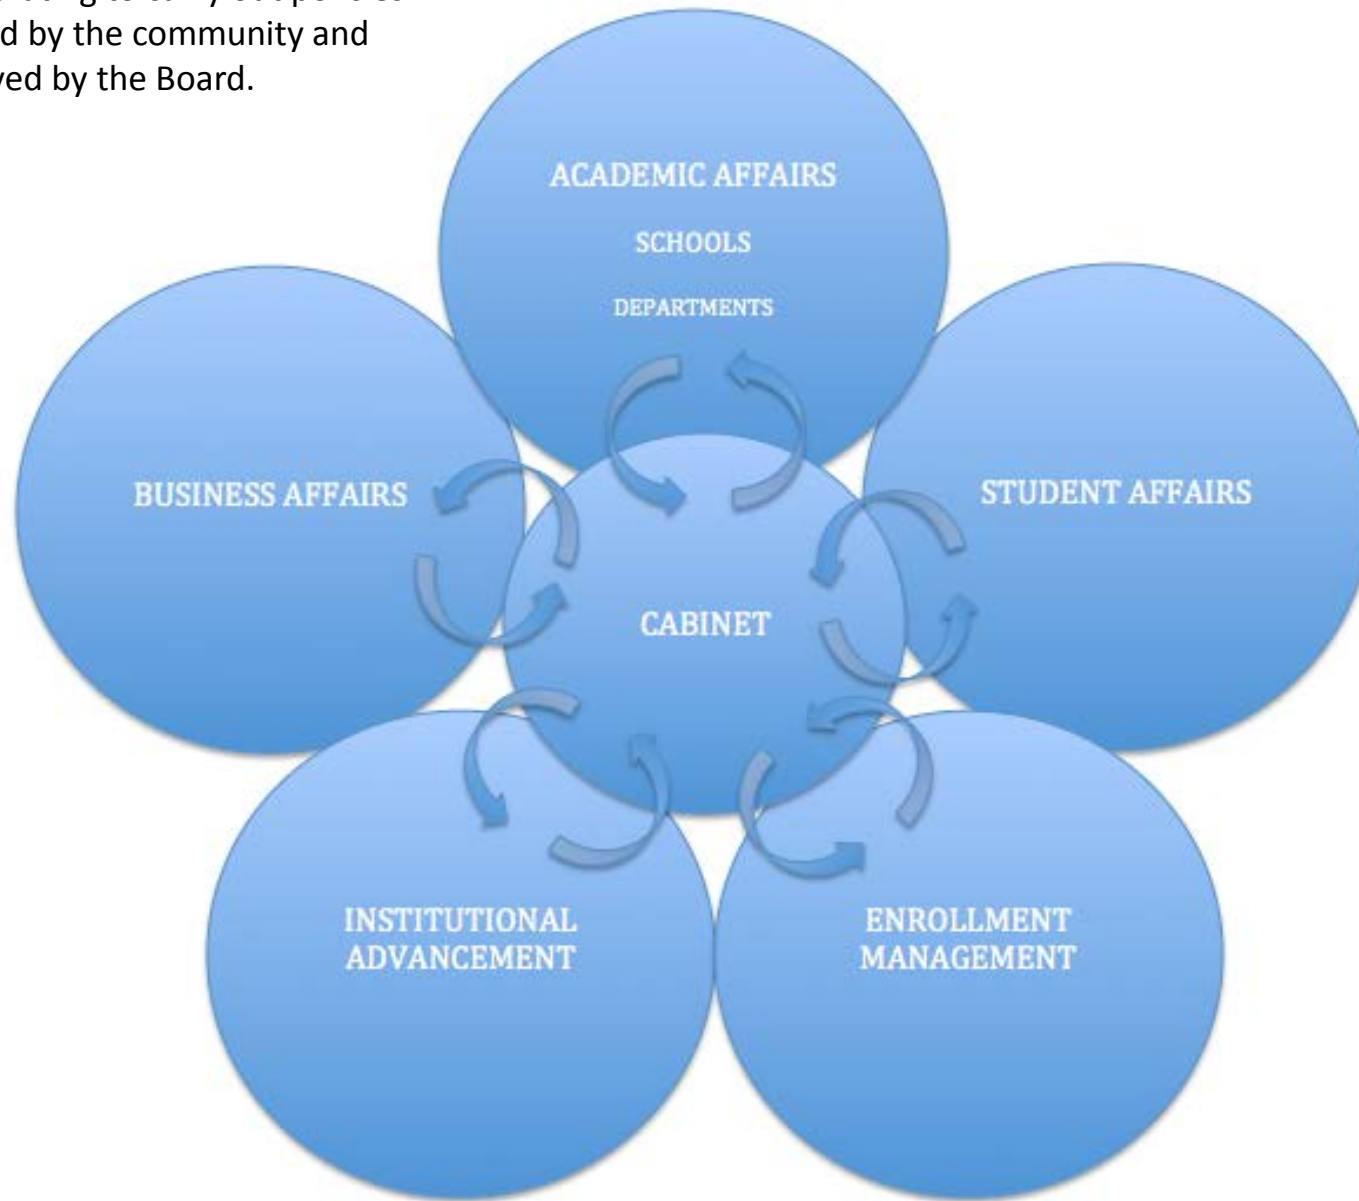 by the community and
by the Board.
ACADEMIC AFFAIRS
SCHOOLS
DEPARTMENTS
BUSINESS AFFAIRS
STUDENT AFFAIRS
CABINET
INSTITUTIONAL
ADVANCEMENT
ENROLLMENT
MANAGEMENT